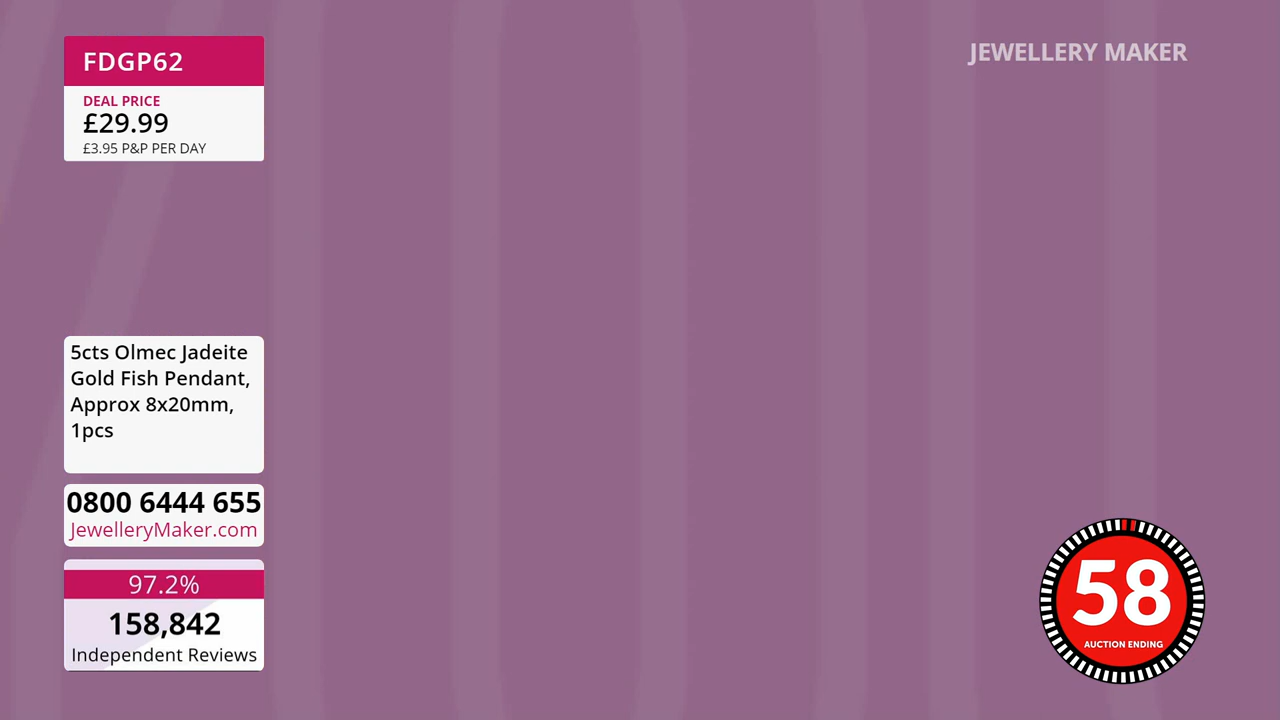 FDGP62
DEAL PRICE
£29.99
£3.95 P&P PER DAY
JEWELLERY MAKER
5cts Olmec Jadeite
Gold Fish Pendant,
Approx 8x20mm,
1pcs
0800 6444 655
JewelleryMaker.com
97.2%
158,842
Independent Reviews
58
AUCTION ENDING